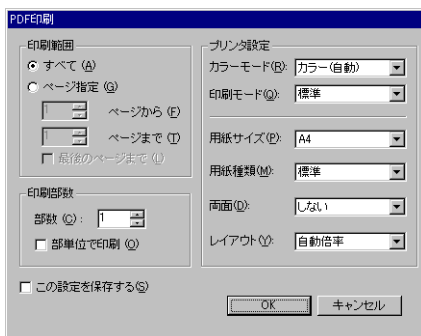 PDF印刷
印刷範囲
すべて (A)
ページ指定 (G)
1 ページから (F)
1 ページまで (T)
最後のページまで (L)
印刷部数
部数 (C): 1
部単位で印刷 (O)
この設定を保存する(S)
プリンタ設定
カラーモード(R): カラー(自動)
印刷モード(Q): 標準
用紙サイズ(P): A4
用紙種類(M): 標準
両面(D): しない
レイアウト(Y): 自動倍率
OK キャンセル